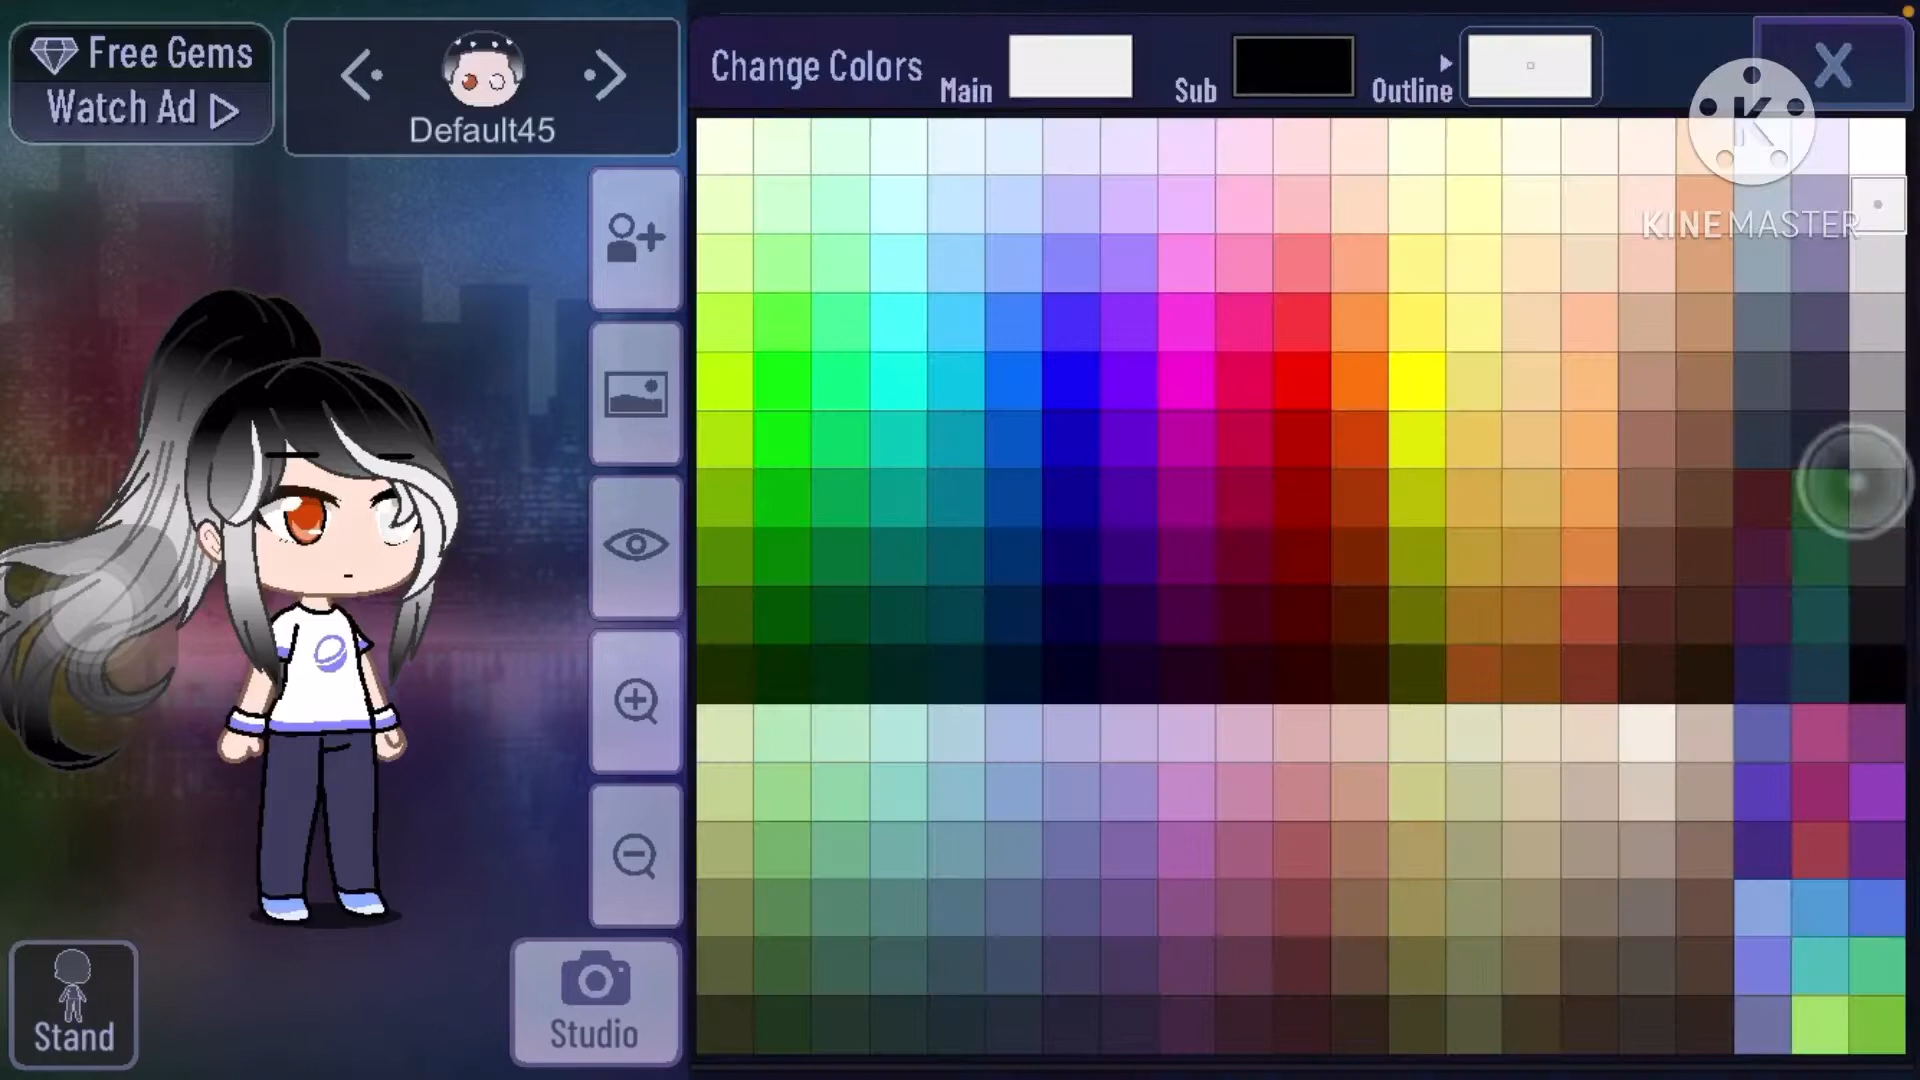 Free Gems
Watch Ad
Default45
Change Colors
Main
Sub
Outline
X
K
KINEMASTER
Stand
Studio